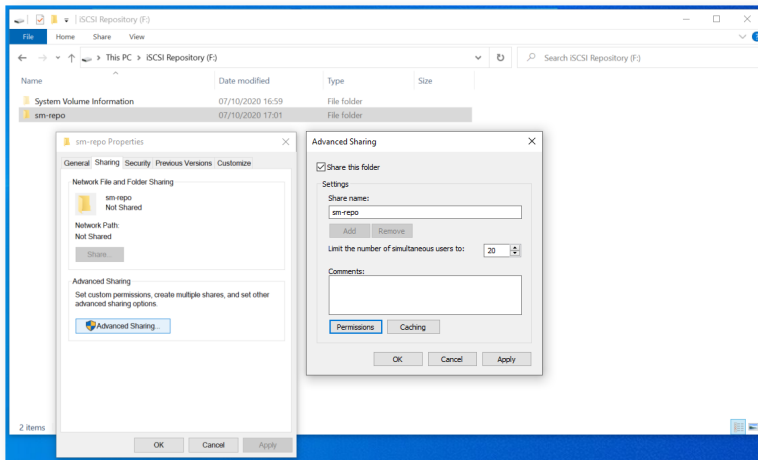 iSCSI Repository (F:)
File Home Share View
This PC > iSCSI Repository (F:)
Search iSCSI Repository (F:)
Name Date modified Type Size
System Volume Information 07/10/2020 16:59 File folder
sm-repo 07/10/2020 17:01 File folder
sm-repo Properties
General Sharing Security Previous Versions Customize
Network File and Folder Sharing
sm-repo
Not Shared
Network Path:
Not Shared
Share...
Advanced Sharing
Set custom permissions, create multiple shares, and set other
advanced sharing options.
Advanced Sharing...
OK Cancel Apply
Advanced Sharing
Share this folder
Settings
Share name:
sm-repo
Add Remove
Limit the number of simultaneous users to: 20
Comments:
Permissions Caching
OK Cancel Apply
2 items